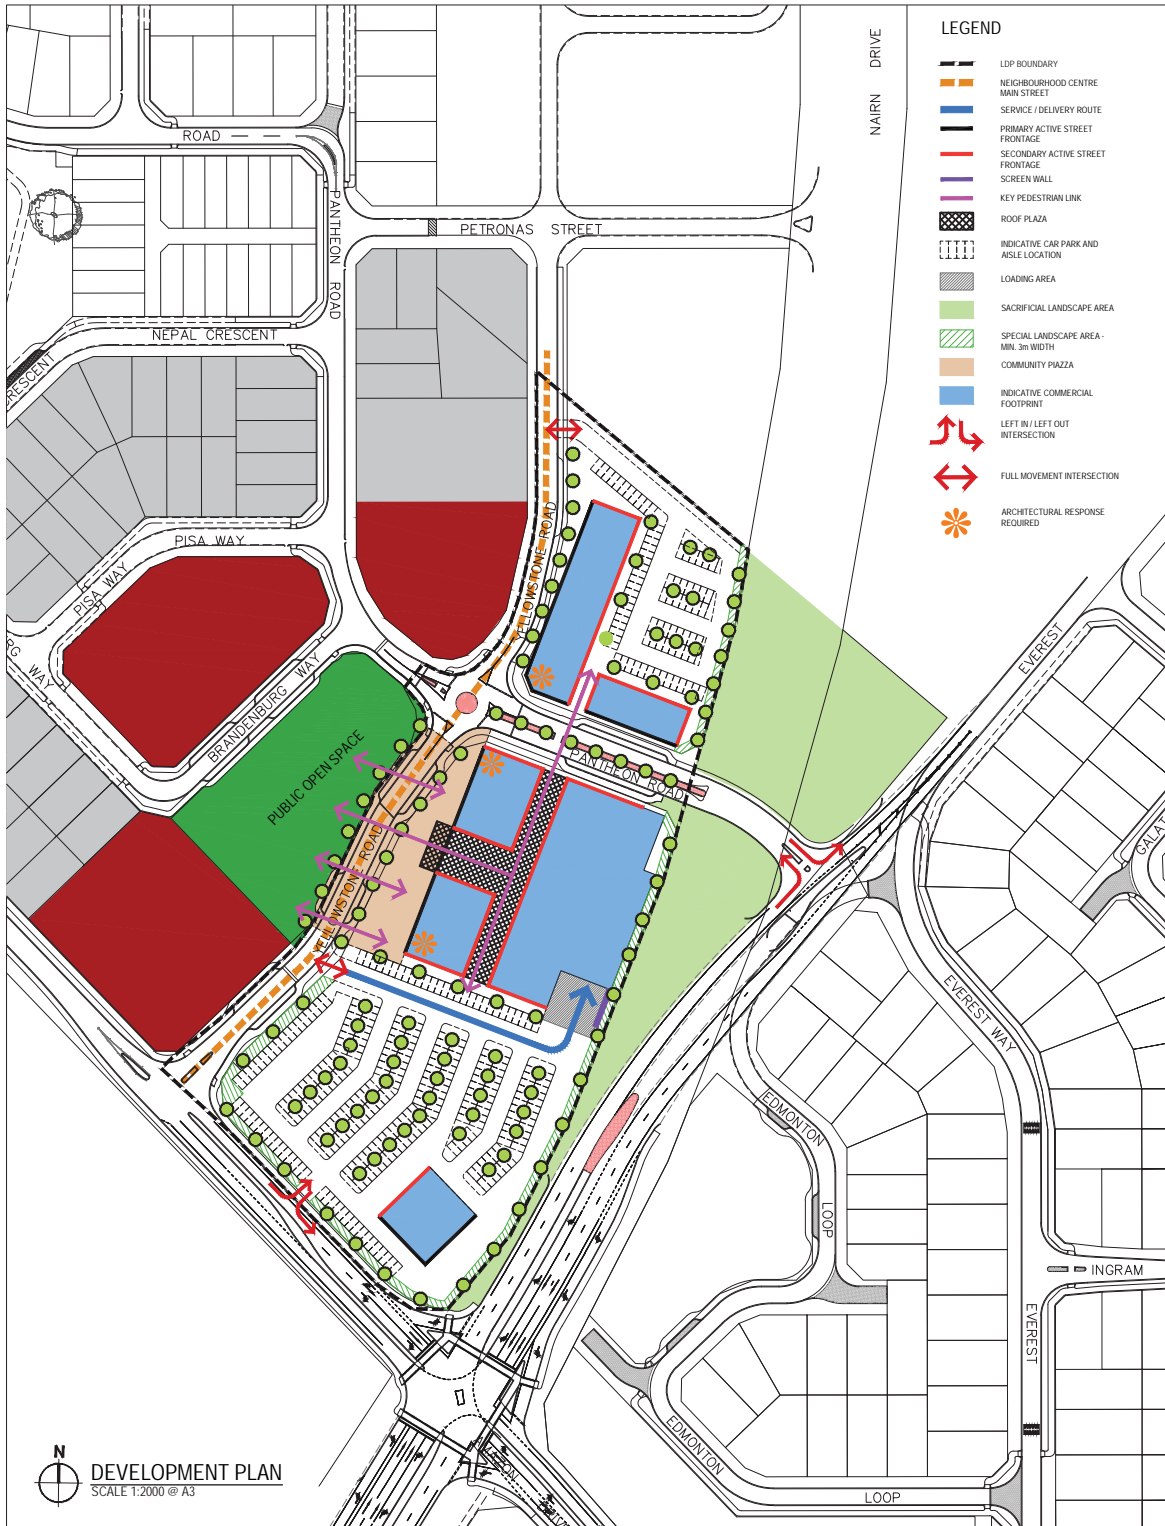 LEGEND
LDP BOUNDARY
NEIGHBOURHOOD CENTRE
MAIN STREET
SERVICE / DELIVERY ROUTE
PRIMARY ACTIVE STREET
FRONTAGE
SECONDARY ACTIVE STREET
FRONTAGE
SCREEN WALL
KEY PEDESTRIAN LINK
ROOF PLAZA
INDICATIVE CAR PARK AND
AISLE LOCATION
LOADING AREA
SACRIFICIAL LANDSCAPE AREA
SPECIAL LANDSCAPE AREA -
MIN. 3m WIDTH
COMMUNITY PIAZZA
INDICATIVE COMMERCIAL
FOOTPRINT
LEFT IN / LEFT OUT
INTERSECTION
FULL MOVEMENT INTERSECTION
ARCHITECTURAL RESPONSE
REQUIRED
NAIRN DRIVE
ROAD
PANTHEON ROAD
PETRONAS STREET
NEPAL CRESCENT
CRESCENT
PISA WAY
PISA WAY
RG WAY
BRANDENBURG WAY
YELLOWSTONE ROAD
PUBLIC OPEN SPACE
PANTHEON ROAD
YELLOWSTONE ROAD
EVEREST
GALAT
EVEREST WAY
EDMONTON
LOOP
INGRAM
EVEREST
EDMONTON
LOOP
N
DEVELOPMENT PLAN
SCALE 1:2000 @ A3